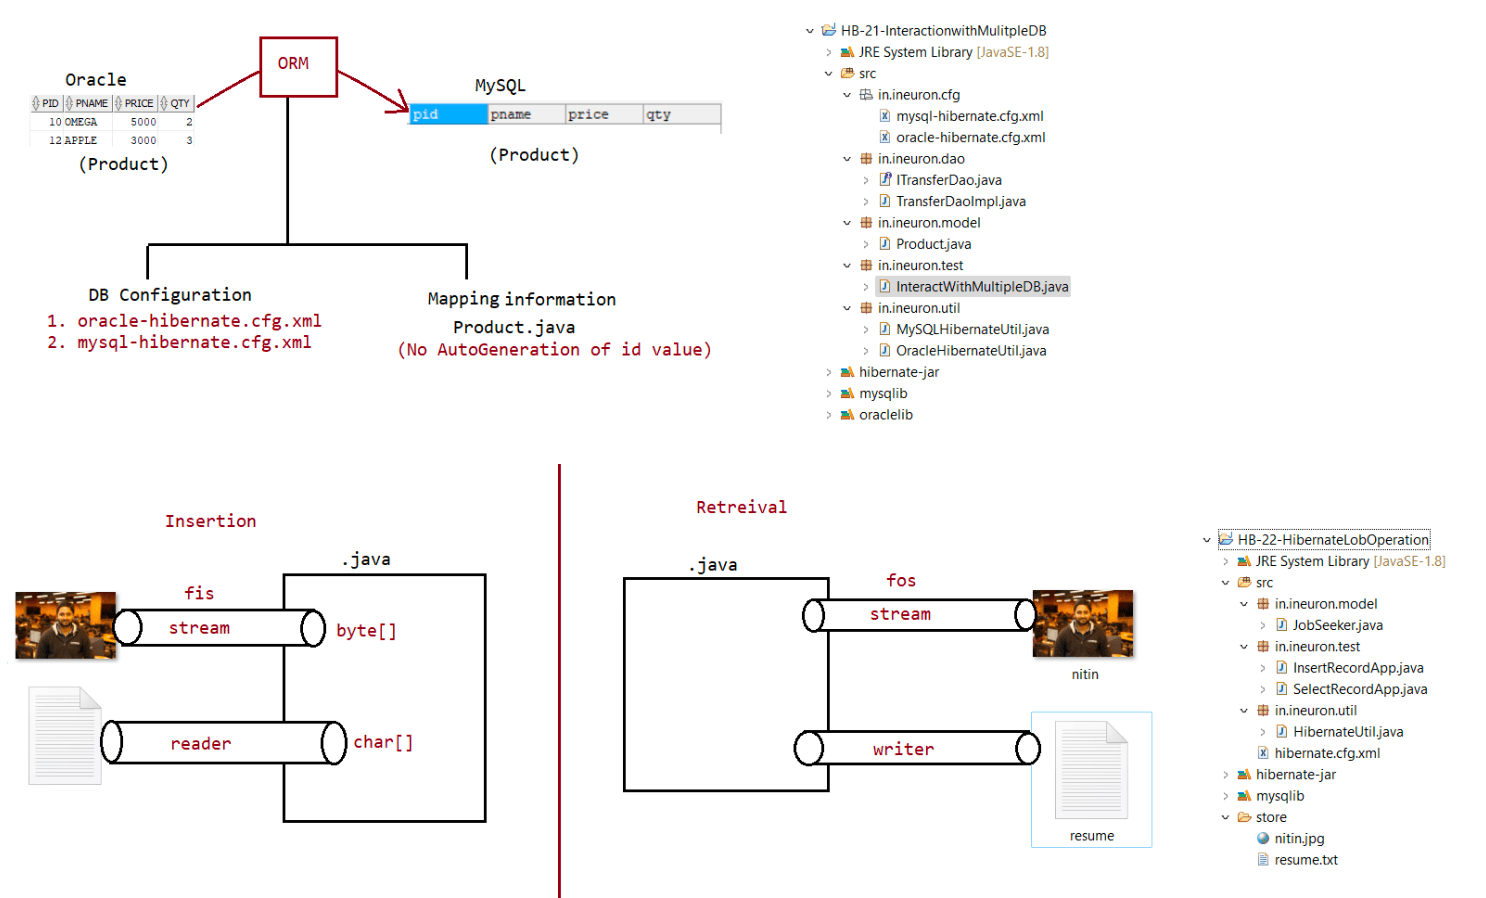 ORM
Oracle
PID PNAME PRICE QTY
10 OMEGA 5000 2
12 APPLE 3000 3
(Product)
MySQL
pid pname price qty
(Product)
DB Configuration
1. oracle-hibernate.cfg.xml
2. mysql-hibernate.cfg.xml
Mapping information
Product.java
(No AutoGeneration of id value)
HB-21-InteractionwithMulitpleDB
JRE System Library [JavaSE-1.8]
src
in.ineuron.cfg
mysql-hibernate.cfg.xml
oracle-hibernate.cfg.xml
in.ineuron.dao
ITransferDao.java
TransferDaoImpl.java
in.ineuron.model
Product.java
in.ineuron.test
InteractWithMultipleDB.java
in.ineuron.util
MySQLHibernateUtil.java
OracleHibernateUtil.java
hibernate-jar
mysqlib
oraclelib
Insertion
.java
fis
stream
byte[]
reader
char[]
Retreival
.java
fos
stream
nitin
writer
resume
HB-22-HibernateLobOperation
JRE System Library [JavaSE-1.8]
src
in.ineuron.model
JobSeeker.java
in.ineuron.test
InsertRecordApp.java
SelectRecordApp.java
in.ineuron.util
HibernateUtil.java
hibernate.cfg.xml
hibernate-jar
mysqlib
store
nitin.jpg
resume.txt